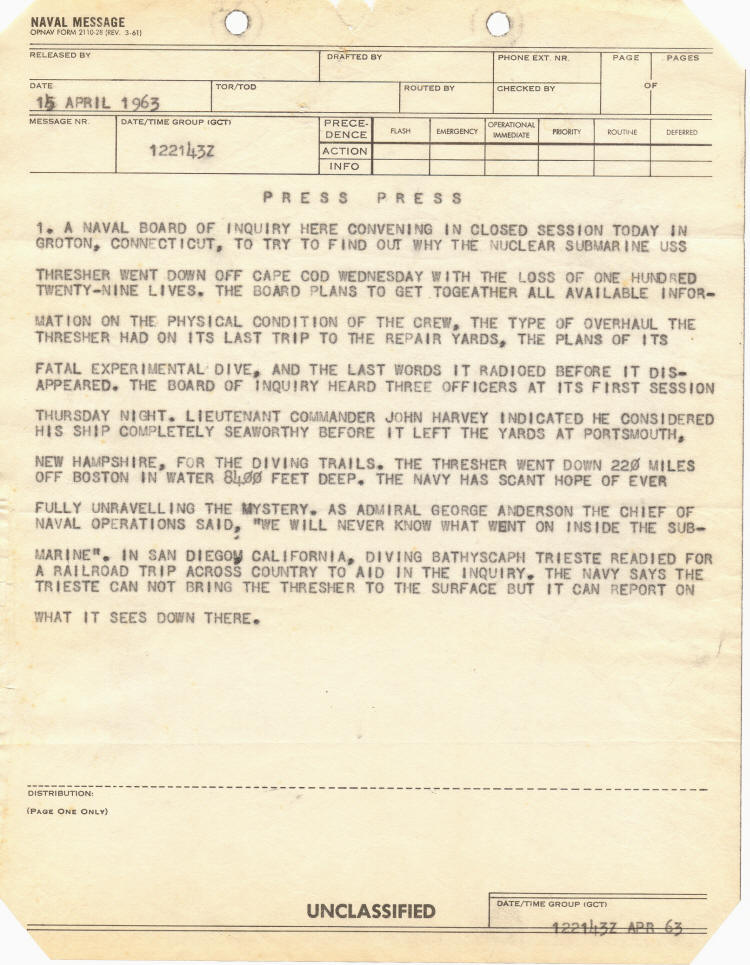 NAVAL MESSAGE
OPNAV FORM 2110-28 (REV. 3-61)
RELEASED BY
DRAFTED BY
PHONE EXT. NR.
PAGE
PAGES
OF
DATE
15 APRIL 1963
TOR/TOD
ROUTED BY
CHECKED BY
MESSAGE NR.
DATE/TIME GROUP (GCT)
122143Z
PRECE-
DENCE
FLASH
EMERGENCY
OPERATIONAL
IMMEDIATE
PRIORITY
ROUTINE
DEFERRED
ACTION
INFO
PRESS PRESS
1. A NAVAL BOARD OF INQUIRY HERE CONVENING IN CLOSED SESSION TODAY IN
GROTON, CONNECTICUT, TO TRY TO FIND OUT WHY THE NUCLEAR SUBMARINE USS
THRESHER WENT DOWN OFF CAPE COD WEDNESDAY WITH THE LOSS OF ONE HUNDRED
TWENTY-NINE LIVES. THE BOARD PLANS TO GET TOGEATHER ALL AVAILABLE INFOR-
MATION ON THE PHYSICAL CONDITION OF THE CREW, THE TYPE OF OVERHAUL THE
THRESHER HAD ON ITS LAST TRIP TO THE REPAIR YARDS, THE PLANS OF ITS
FATAL EXPERIMENTAL DIVE, AND THE LAST WORDS IT RADIOED BEFORE IT DIS-
APPEARED. THE BOARD OF INQUIRY HEARD THREE OFFICERS AT ITS FIRST SESSION
THURSDAY NIGHT. LIEUTENANT COMMANDER JOHN HARVEY INDICATED HE CONSIDERED
HIS SHIP COMPLETELY SEAWORTHY BEFORE IT LEFT THE YARDS AT PORTSMOUTH,
NEW HAMPSHIRE, FOR THE DIVING TRAILS. THE THRESHER WENT DOWN 22Ø MILES
OFF BOSTON IN WATER 84ØØ FEET DEEP. THE NAVY HAS SCANT HOPE OF EVER
FULLY UNRAVELLING THE MYSTERY. AS ADMIRAL GEORGE ANDERSON THE CHIEF OF
NAVAL OPERATIONS SAID, "WE WILL NEVER KNOW WHAT WENT ON INSIDE THE SUB-
MARINE". IN SAN DIEGO, CALIFORNIA, DIVING BATHYSCAPH TRIESTE READIED FOR
A RAILROAD TRIP ACROSS COUNTRY TO AID IN THE INQUIRY. THE NAVY SAYS THE
TRIESTE CAN NOT BRING THE THRESHER TO THE SURFACE BUT IT CAN REPORT ON
WHAT IT SEES DOWN THERE.
DISTRIBUTION:
(PAGE ONE ONLY)
UNCLASSIFIED
DATE/TIME GROUP (GCT)
122143Z APR 63